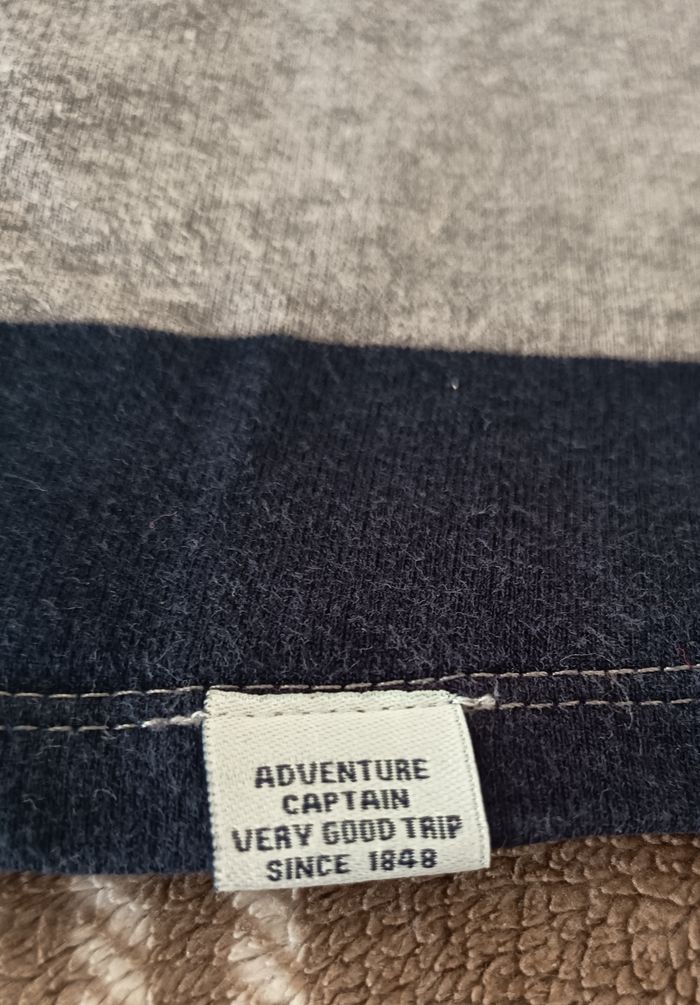 ADVENTURE
CAPTAIN
VERY GOOD TRIP
SINCE 1848